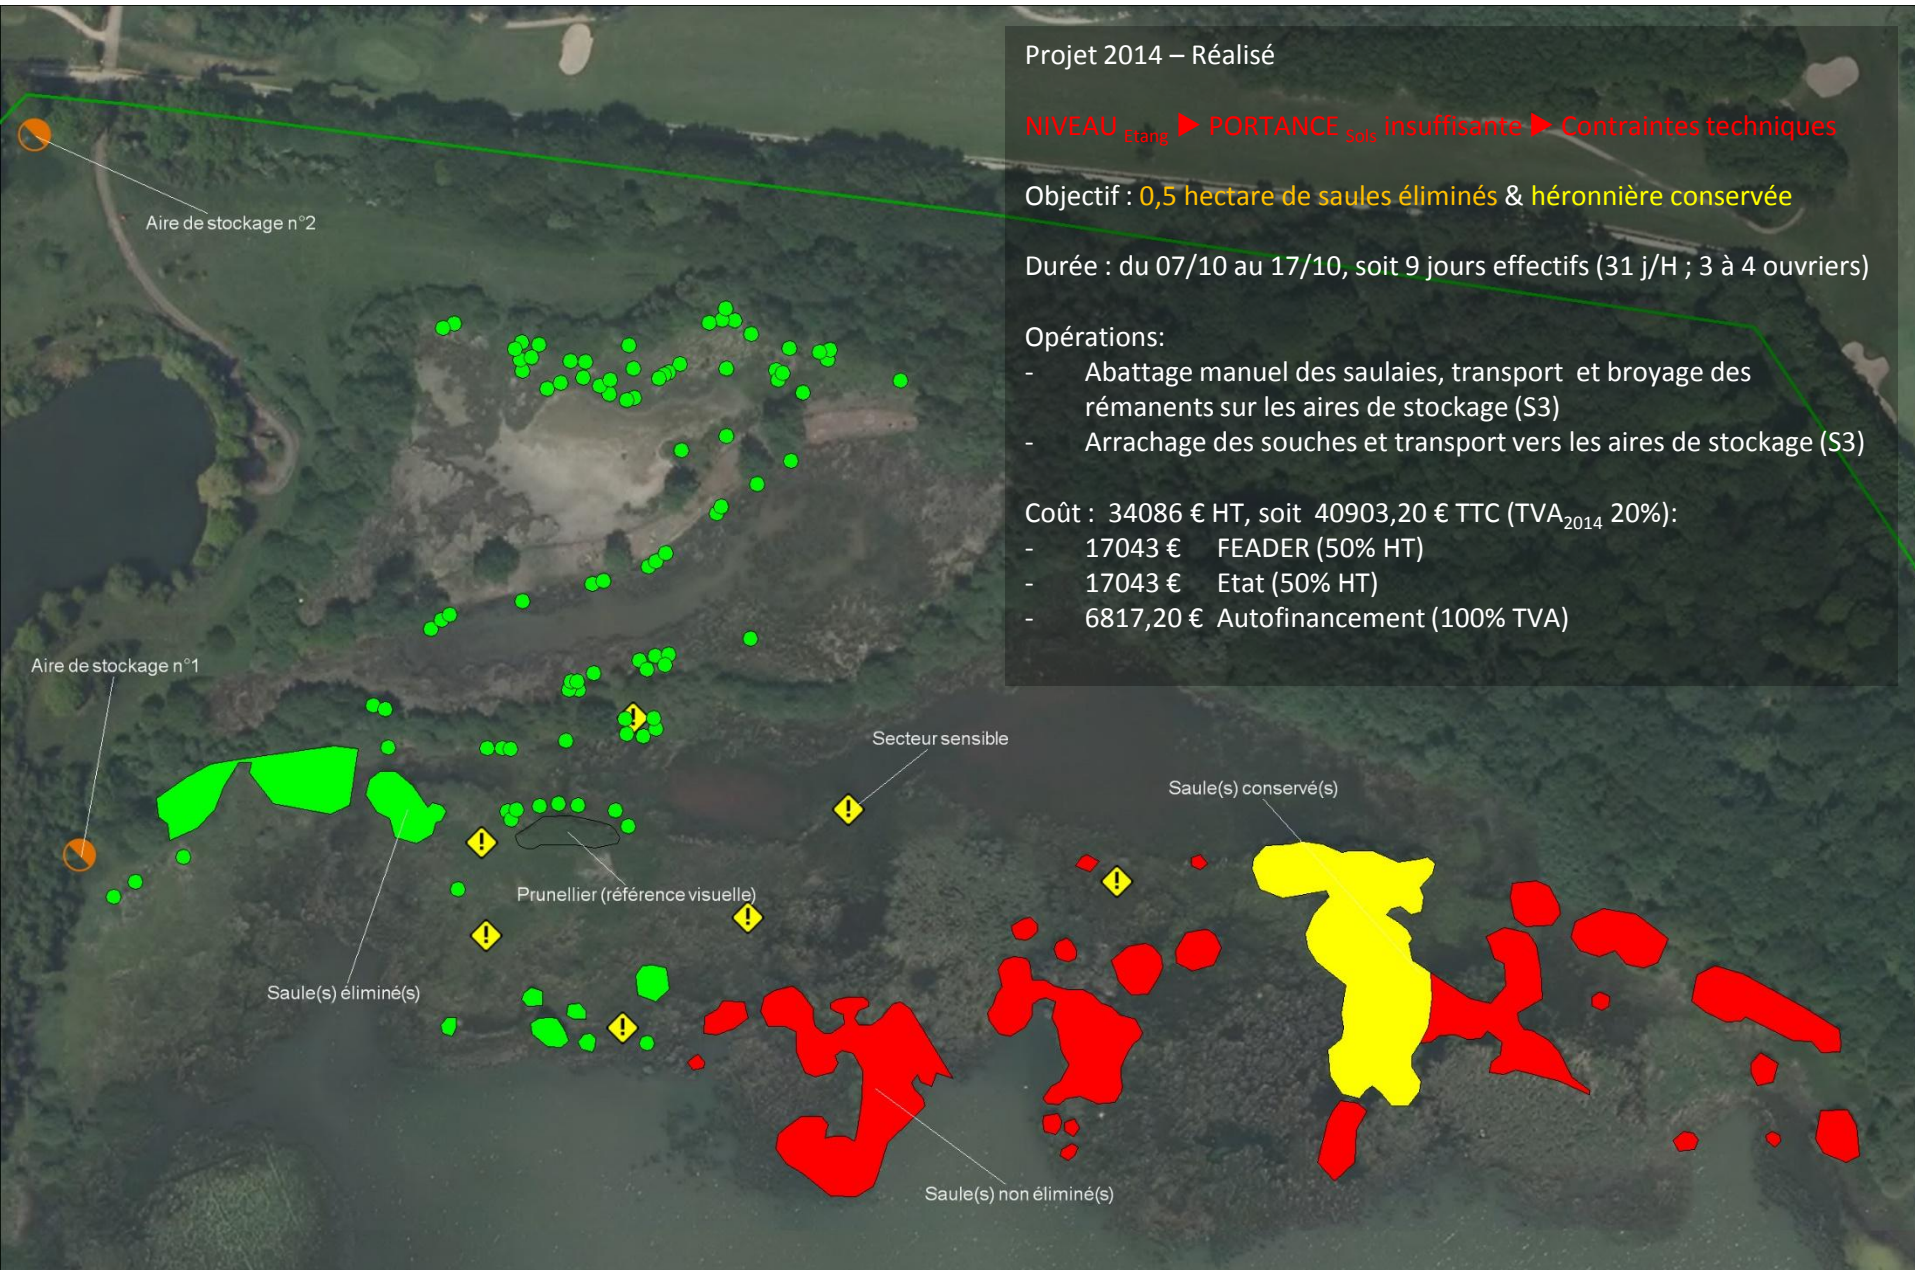 Projet 2014 – Réalisé
NIVEAU Etang ► PORTANCE Sols insuffisante ► Contraintes techniques
Objectif : 0,5 hectare de saules éliminés & héronnière conservée
Durée : du 07/10 au 17/10, soit 9 jours effectifs (31 j/H ; 3 à 4 ouvriers)
Opérations:
- Abattage manuel des saulaies, transport et broyage des
rémanents sur les aires de stockage (S3)
- Arrachage des souches et transport vers les aires de stockage (S3)
Coût : 34086 € HT, soit 40903,20 € TTC (TVA2014 20%):
- 17043 € FEADER (50% HT)
- 17043 € Etat (50% HT)
- 6817,20 € Autofinancement (100% TVA)
Aire de stockage n°2
Aire de stockage n°1
Secteur sensible
Saule(s) conservé(s)
Prunellier (référence visuelle)
Saule(s) éliminé(s)
Saule(s) non éliminé(s)